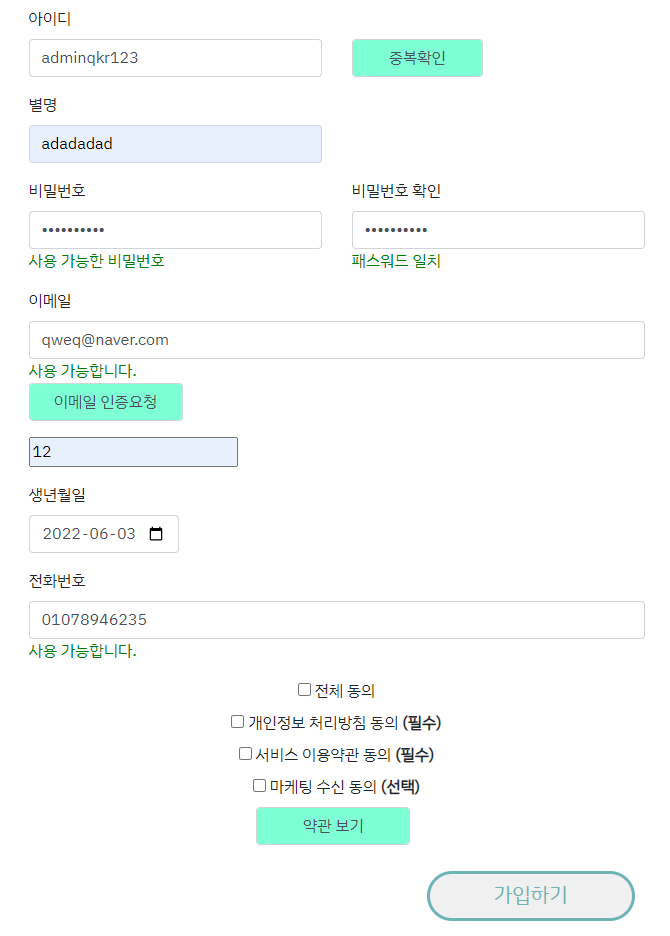 아이디
adminqkr123 중복확인
별명
adadadad
비밀번호 비밀번호 확인
•••••••••• ••••••••••
사용 가능한 비밀번호 패스워드 일치
이메일
qweq@naver.com
사용 가능합니다.
이메일 인증요청
12
생년월일
2022-06-03
전화번호
01078946235
사용 가능합니다.
전체 동의
개인정보 처리방침 동의 (필수)
서비스 이용약관 동의 (필수)
마케팅 수신 동의 (선택)
약관 보기
가입하기